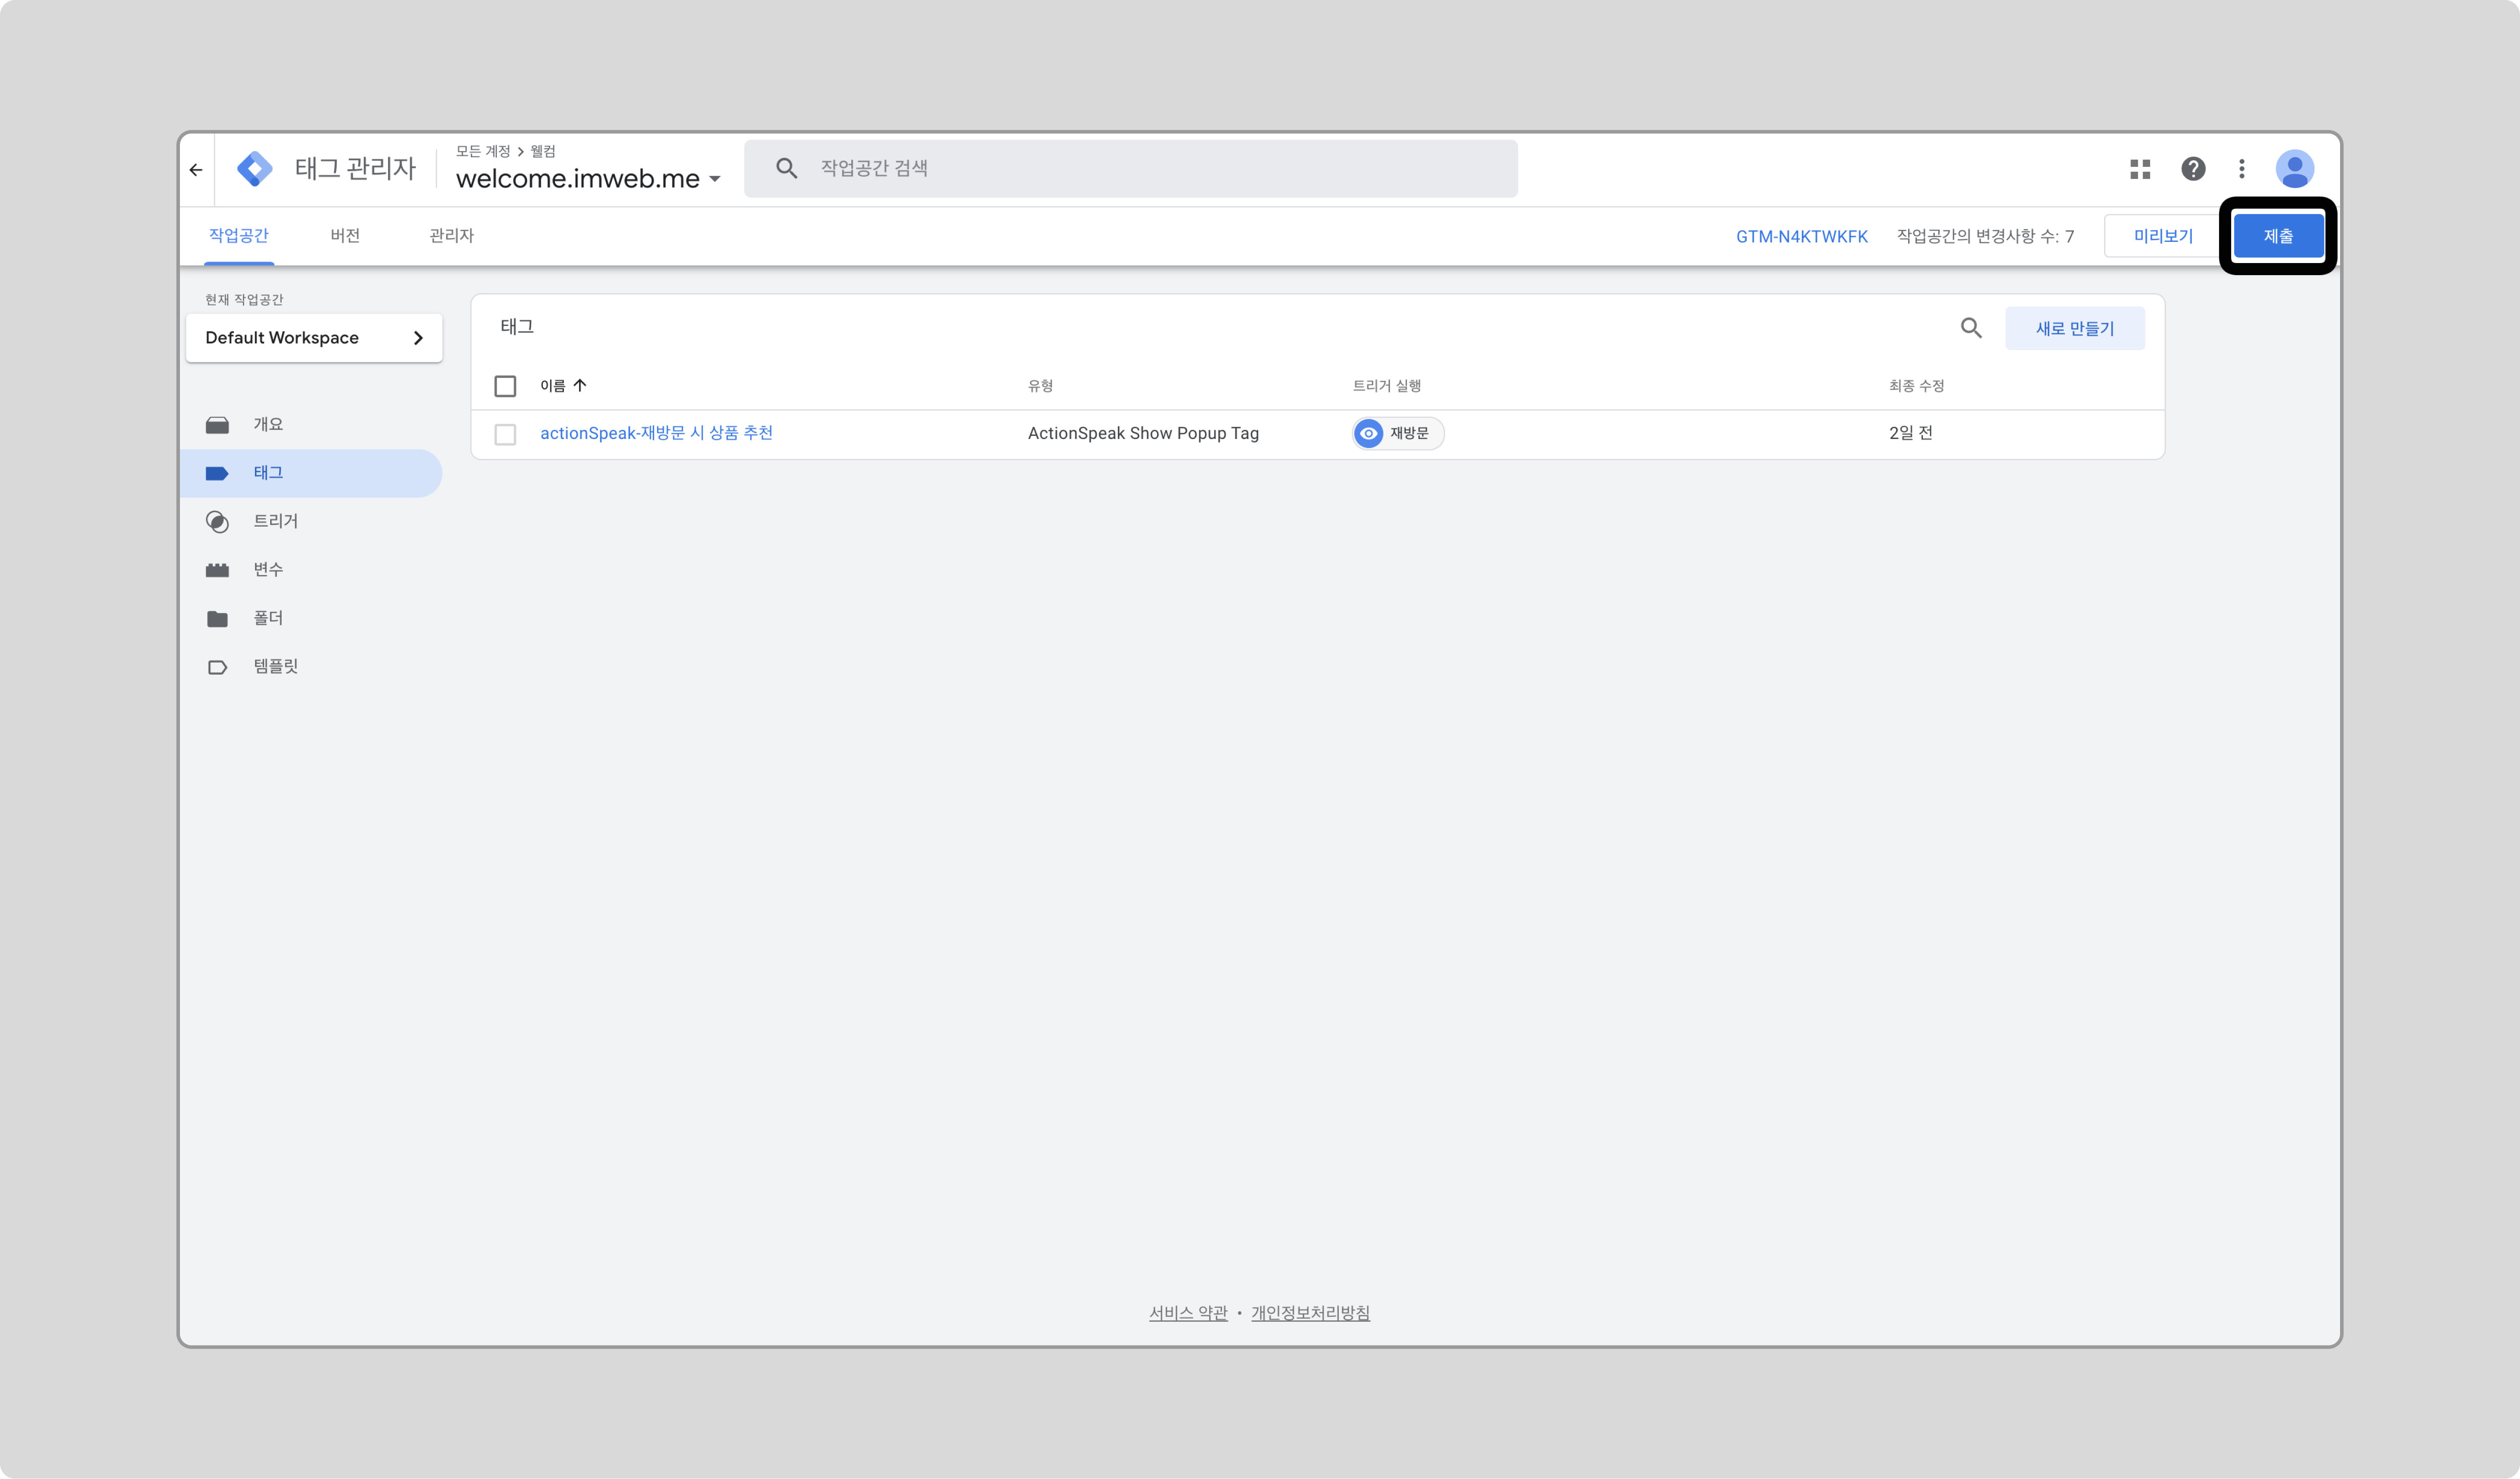 태그 관리자
모든 계정 > 웰컴
welcome.imweb.me
작업공간 검색
작업공간
버전
관리자
GTM-N4KTWKFK
작업공간의 변경사항 수: 7
미리보기
제출
현재 작업공간
Default Workspace
개요
태그
트리거
변수
폴더
템플릿
태그
새로 만들기
이름 유형 트리거 실행 최종 수정
actionSpeak-재방문 시 상품 추천 ActionSpeak Show Popup Tag 재방문 2일 전
서비스 약관 • 개인정보처리방침